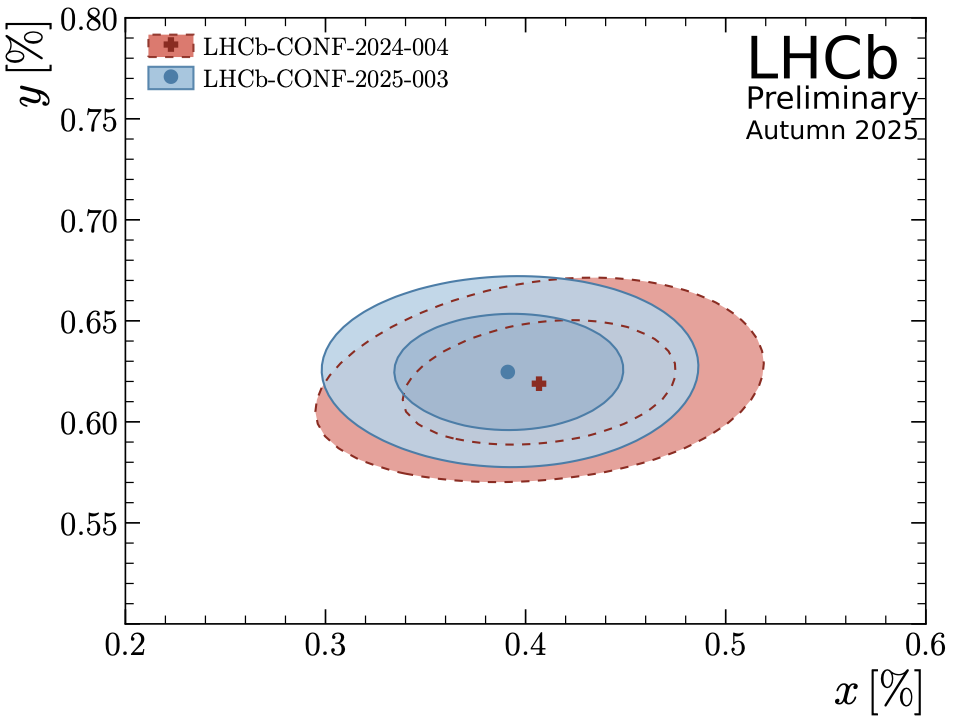 0.80
0.75
0.70
0.65
0.60
0.55
y [%]
LHCb-CONF-2024-004
LHCb-CONF-2025-003
LHCb
Preliminary
Autumn 2025
0.2 0.3 0.4 0.5 0.6
x [%]